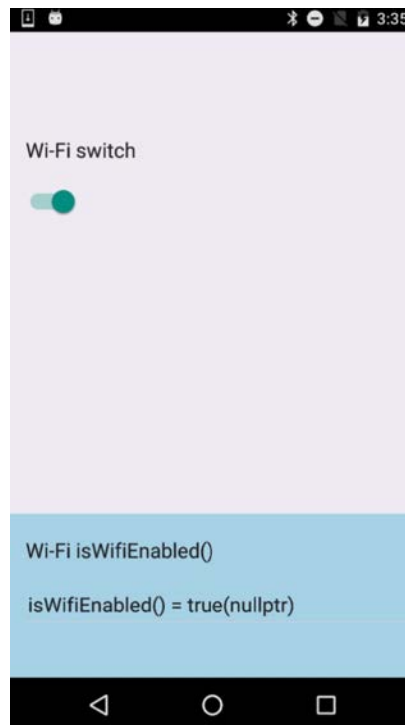 3:35
Wi-Fi switch
Wi-Fi isWifiEnabled()
isWifiEnabled() = true(nullptr)